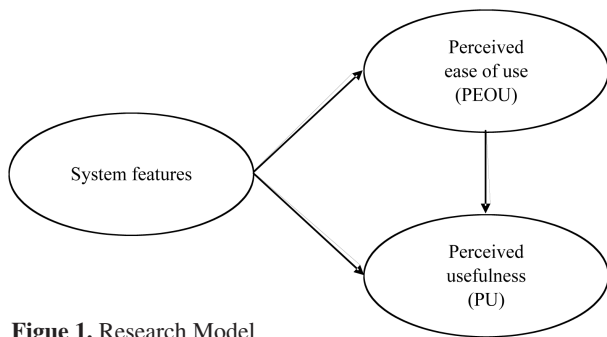 Perceived
ease of use
(PEOU)
System features
Perceived
usefulness
(PU)
Figue 1. Research Model